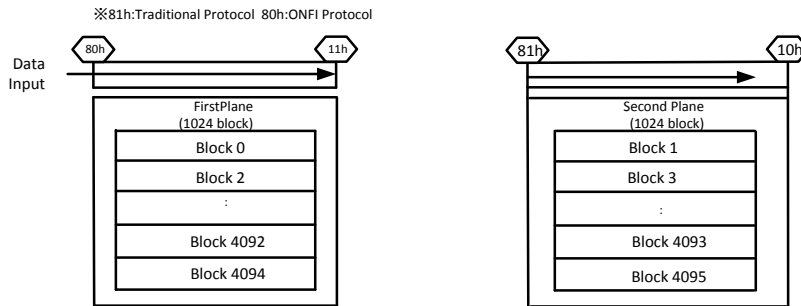 ※81h:Traditional Protocol 80h:ONFI Protocol
80h
11h
81h
10h
Data
Input
FirstPlane
(1024 block)
Block 0
Block 2
:
Block 4092
Block 4094
Second Plane
(1024 block)
Block 1
Block 3
:
Block 4093
Block 4095